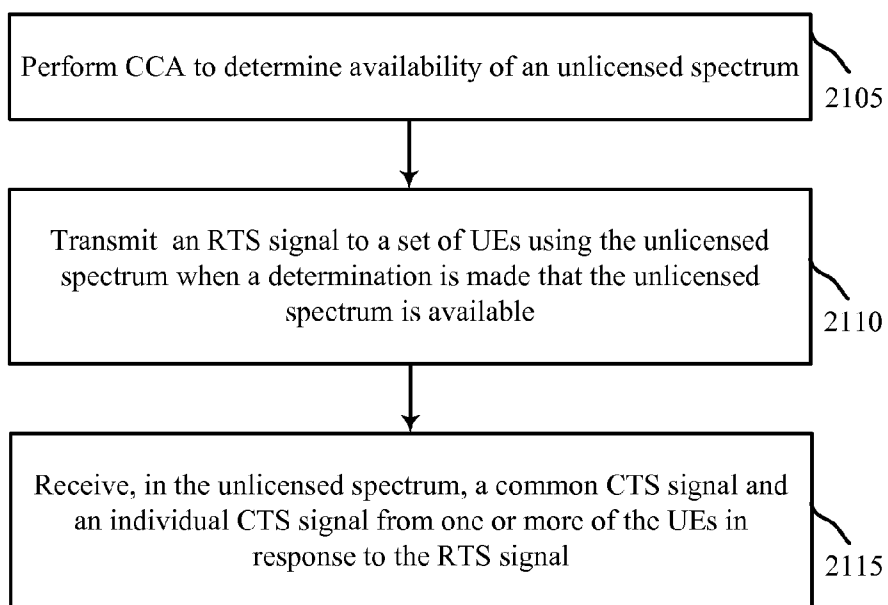 Perform CCA to determine availability of an unlicensed spectrum
2105
Transmit an RTS signal to a set of UEs using the unlicensed
spectrum when a determination is made that the unlicensed
spectrum is available
2110
Receive, in the unlicensed spectrum, a common CTS signal and
an individual CTS signal from one or more of the UEs in
response to the RTS signal
2115